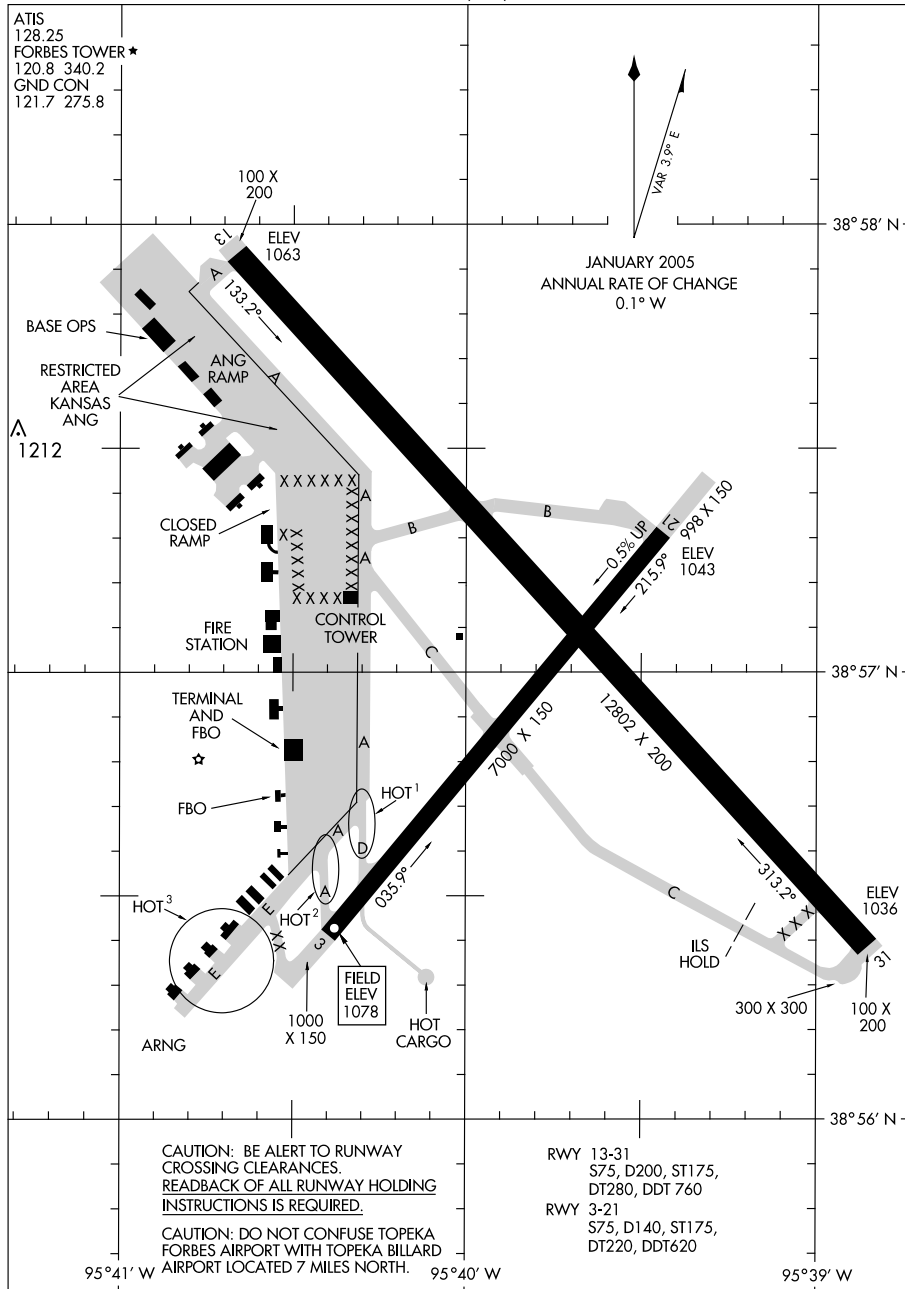 ATIS
128.25
FORBES TOWER ★
120.8 340.2
GND CON
121.7 275.8
VAR 3.9° E
JANUARY 2005
ANNUAL RATE OF CHANGE
0.1° W
38°58' N
100 X
200
13
ELEV
1063
A
133.2°
BASE OPS
ANG
RAMP
A
RESTRICTED
AREA
KANSAS
ANG
1212
X X X X X X
A
CLOSED
RAMP
X X
B
B
21
998 X 150
0.5% UP
215.9°
ELEV
1043
A
X X X X
CONTROL
TOWER
FIRE
STATION
C
38°57' N
TERMINAL
AND
FBO
A
7000 X 150
12802 X 200
FBO
HOT 1
A
D
035.9°
313.2°
HOT 3
E
HOT 2
A
C
ELEV
1036
X X X
X X
3
ILS
HOLD
31
E
FIELD
ELEV
1078
1000
X 150
HOT
CARGO
300 X 300
100 X
200
ARNG
38°56' N
CAUTION: BE ALERT TO RUNWAY
CROSSING CLEARANCES.
READBACK OF ALL RUNWAY HOLDING
INSTRUCTIONS IS REQUIRED.
CAUTION: DO NOT CONFUSE TOPEKA
FORBES AIRPORT WITH TOPEKA BILLARD
AIRPORT LOCATED 7 MILES NORTH.
RWY 13-31
S75, D200, ST175,
DT280, DDT 760
RWY 3-21
S75, D140, ST175,
DT220, DDT620
95°41' W
95°40' W
95°39' W